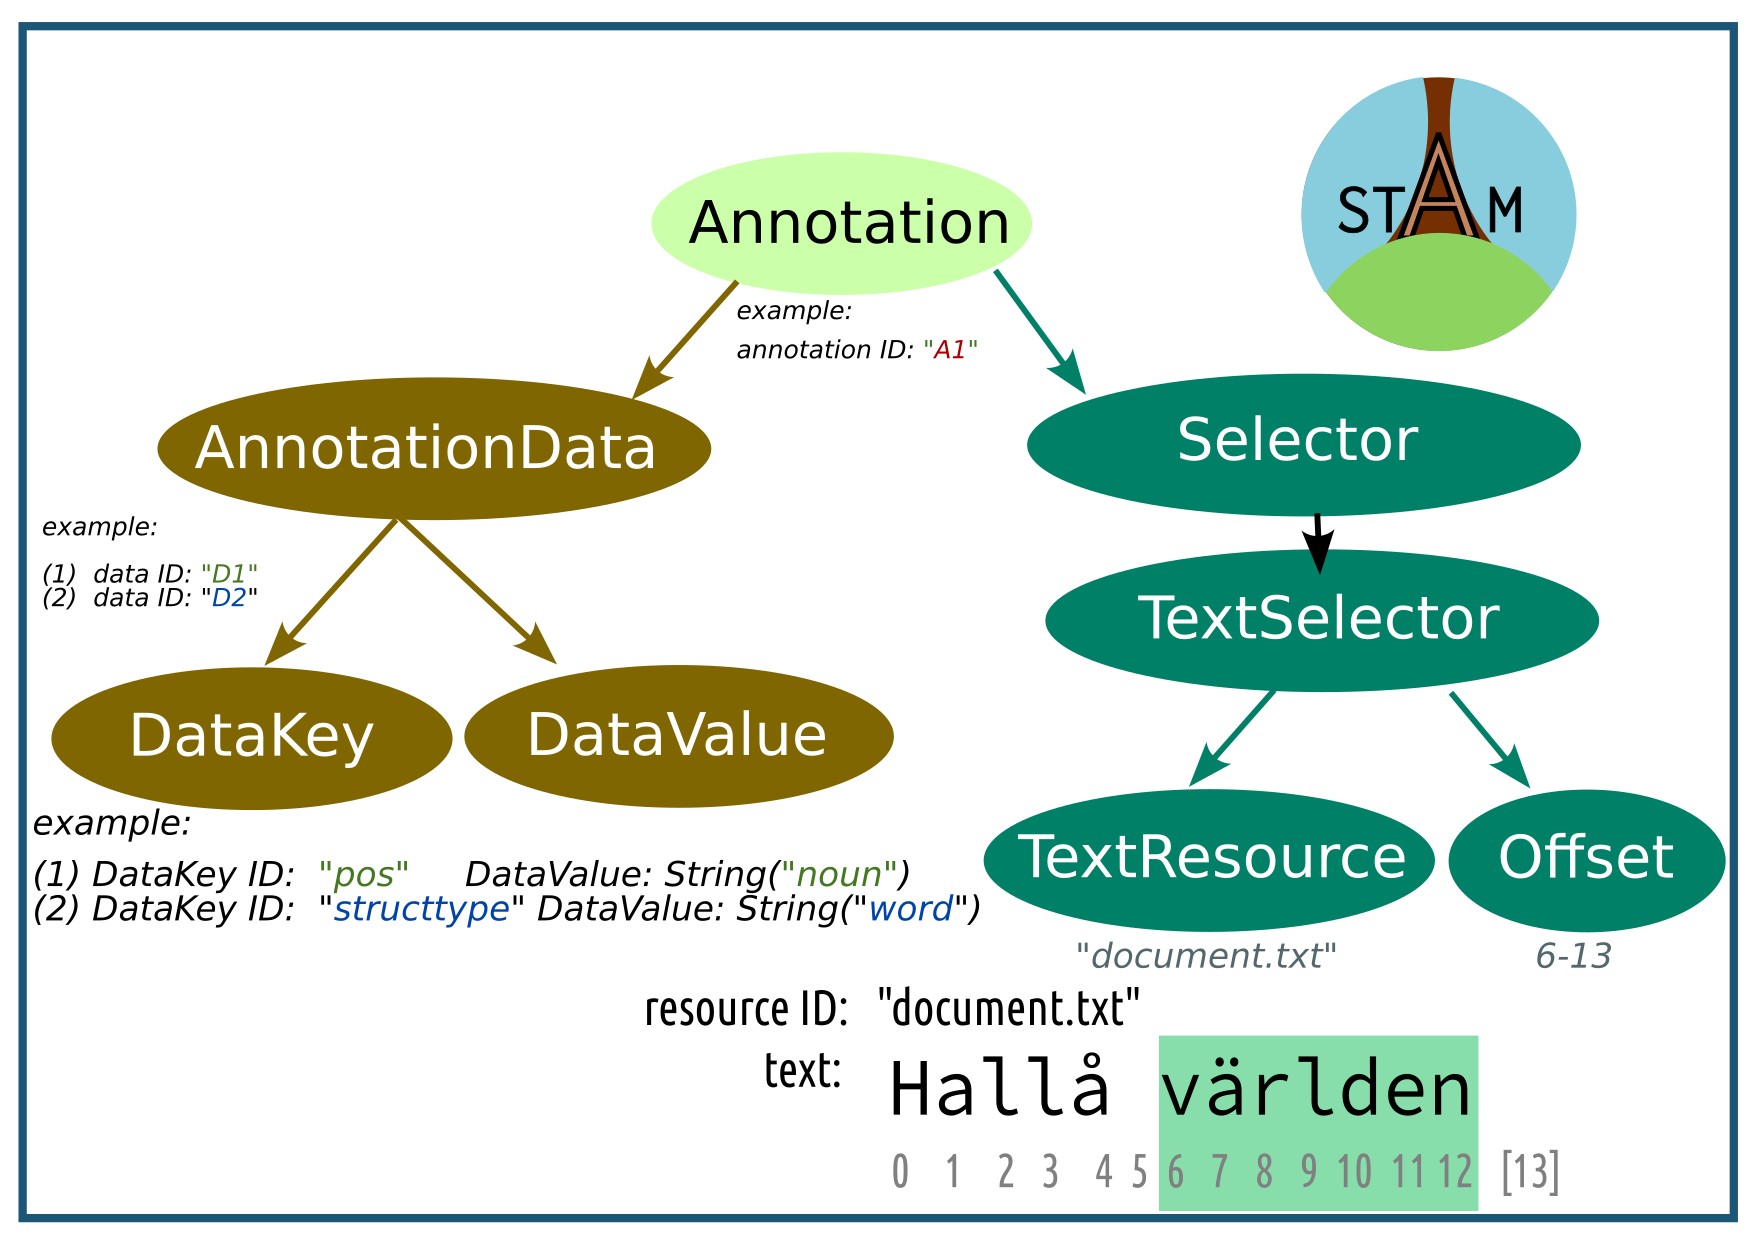 STAM
Annotation
example:
annotation ID: "A1"
AnnotationData
Selector
example:
(1) data ID: "D1"
(2) data ID: "D2"
TextSelector
DataKey
DataValue
example:
(1) DataKey ID: "pos" DataValue: String("noun")
(2) DataKey ID: "structtype" DataValue: String("word")
TextResource
Offset
"document.txt"
6-13
resource ID: "document.txt"
text: Hallå världen
0 1 2 3 4 5 6 7 8 9 10 11 12 [13]